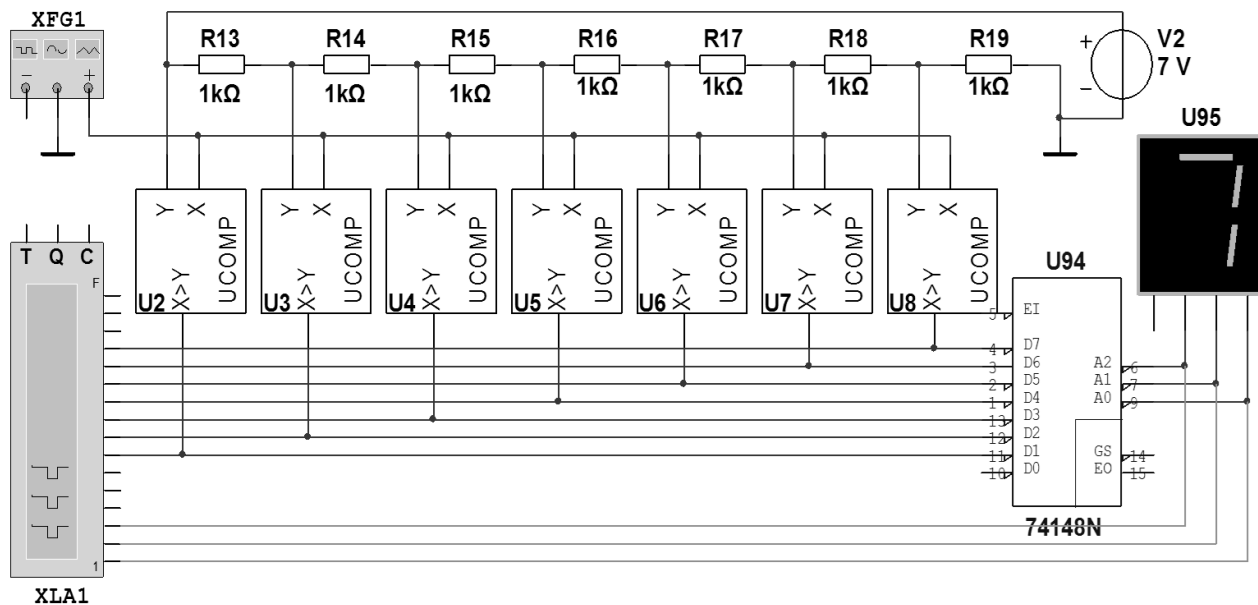 XFG1
R13 R14 R15 R16 R17 R18 R19
V2
+
7 V
−
− +
1kΩ 1kΩ 1kΩ 1kΩ 1kΩ 1kΩ 1kΩ
U95
Y X Y X Y X Y X Y X Y X Y X
UCOMP UCOMP UCOMP UCOMP UCOMP UCOMP UCOMP
X>Y X>Y X>Y X>Y X>Y X>Y X>Y
U2 U3 U4 U5 U6 U7 U8
T Q C
F
1
XLA1
U94
5 EI
4 D7
3 D6 A2 6
2 D5 A1 7
1 D4 A0 9
13 D3
12 D2
11 D1 GS 14
10 D0 EO 15
74148N
7